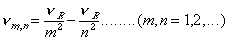 ν_{m,n} = ν_R/m² − ν_R/n² ........(m,n = 1,2,...)